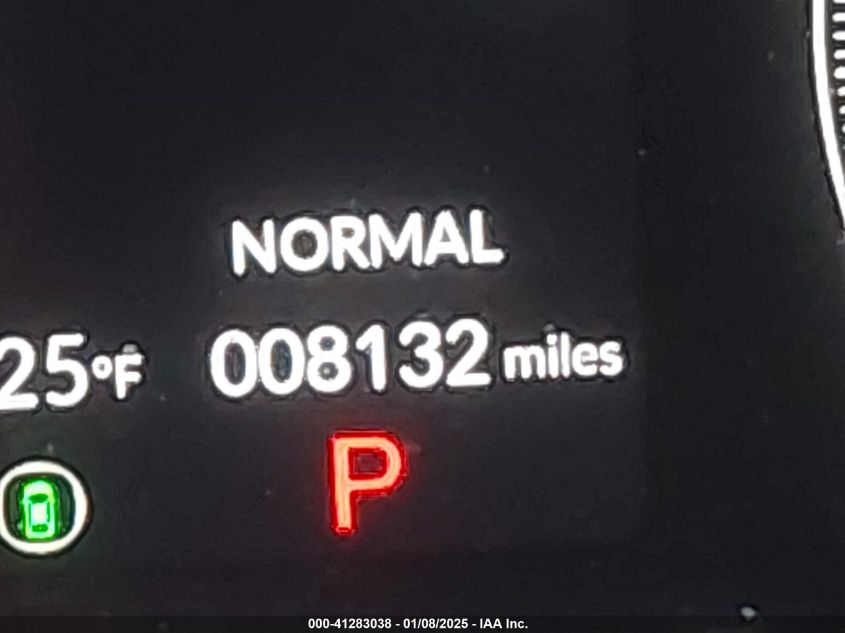 NORMAL
25°F 008132 miles
P
000-41283038 - 01/08/2025 - IAA Inc.